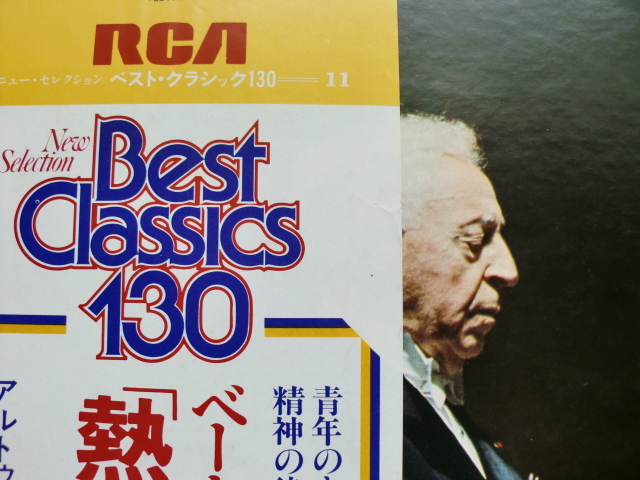 RCA
ニュー・セレクション ベスト・クラシック130 11
New
Selection
Best
Classics
130
青年の
精神の
ベー
「熱
アルトゥ